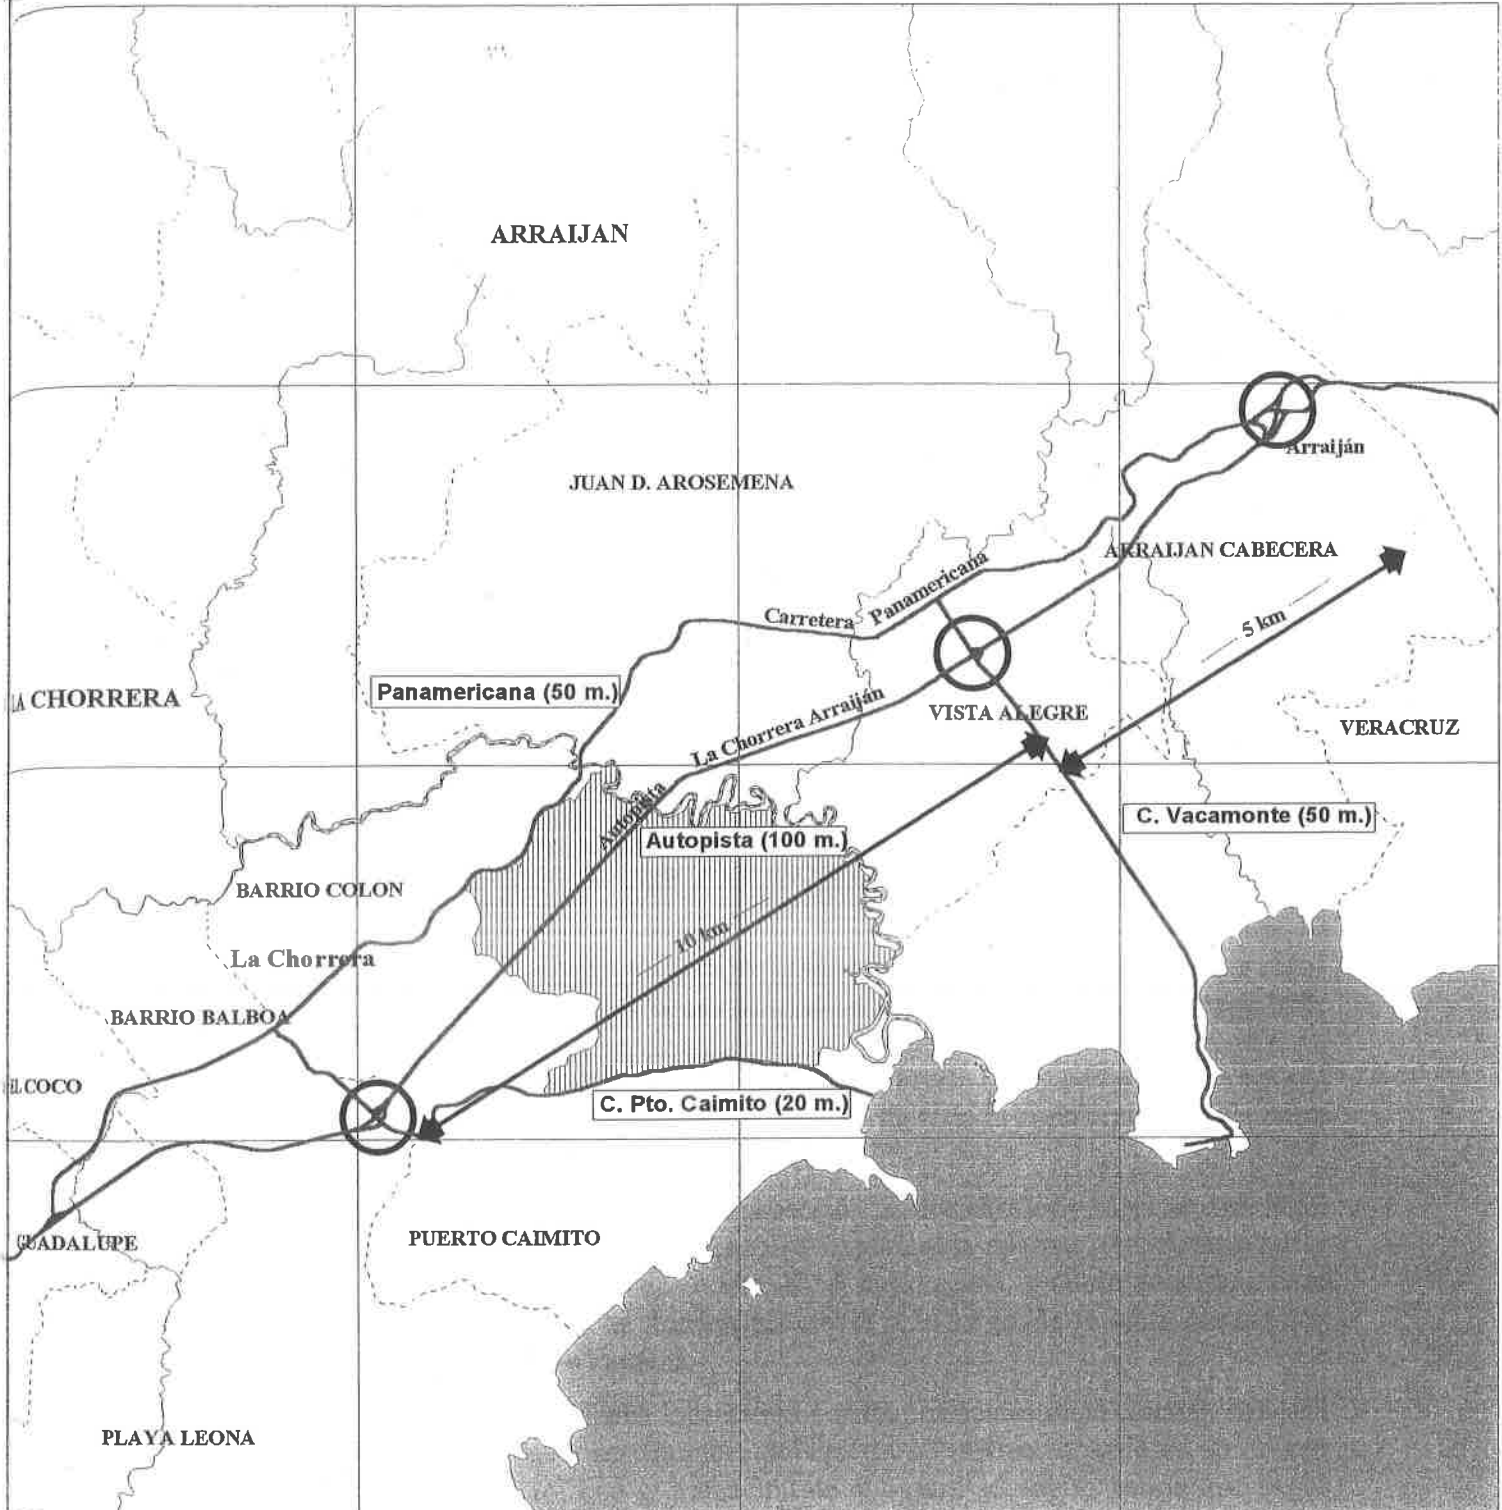 ARRAIJAN
Arraiján
JUAN D. AROSEMENA
ARRAIJAN CABECERA
Carretera Panamericana
5 km
Panamericana (50 m.)
LA CHORRERA
Autopista La Chorrera Arraiján
VISTA ALEGRE
VERACRUZ
C. Vacamonte (50 m.)
Autopista (100 m.)
BARRIO COLON
10 km
La Chorrera
BARRIO BALBOA
EL COCO
C. Pto. Caimito (20 m.)
GUADALUPE
PUERTO CAIMITO
PLAYA LEONA